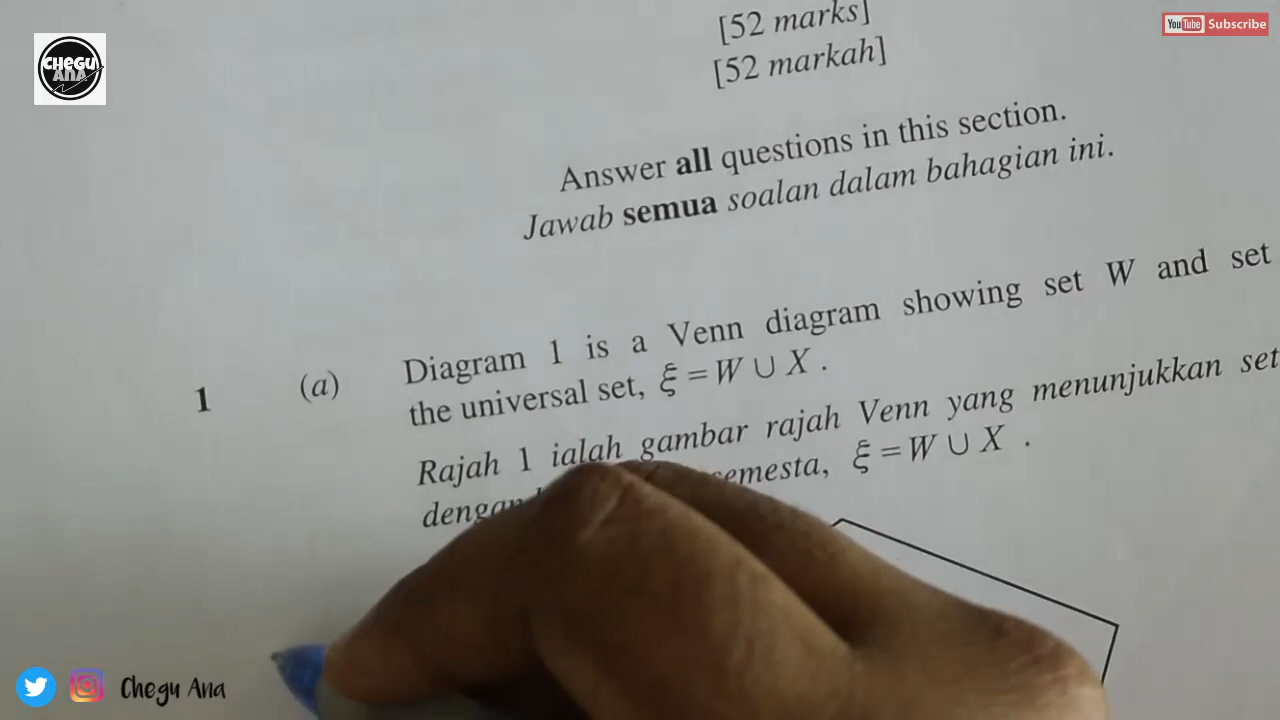 [52 marks]
[52 markah]
Answer all questions in this section.
Jawab semua soalan dalam bahagian ini.
1 (a) Diagram 1 is a Venn diagram showing set W and set
the universal set, ξ = W ∪ X .
Rajah 1 ialah gambar rajah Venn yang menunjukkan set
dengan semesta, ξ = W ∪ X .
CHEGU
ANA
YouTube Subscribe
Chegu Ana